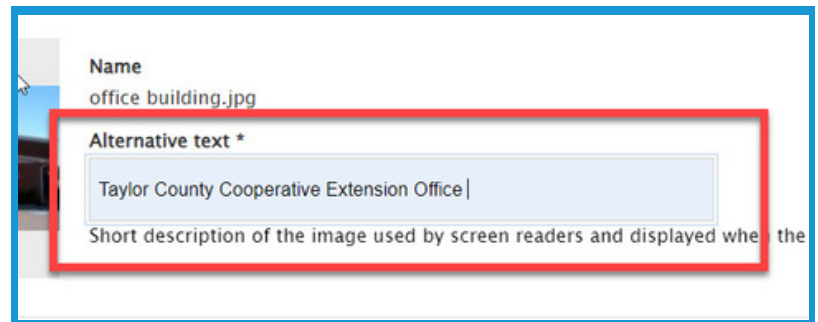 Name
office building.jpg
Alternative text *
Taylor County Cooperative Extension Office
Short description of the image used by screen readers and displayed when the